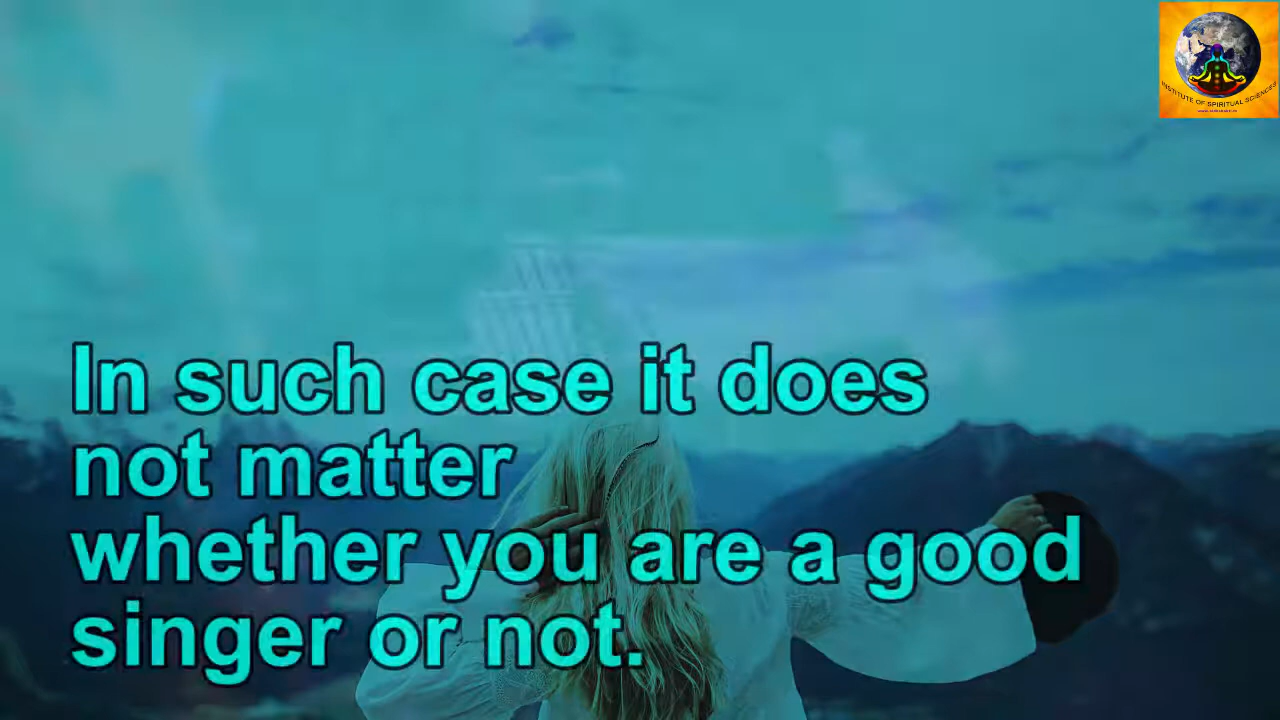 INSTITUTE OF SPIRITUAL SCIENCES
In such case it does
not matter
whether you are a good
singer or not.